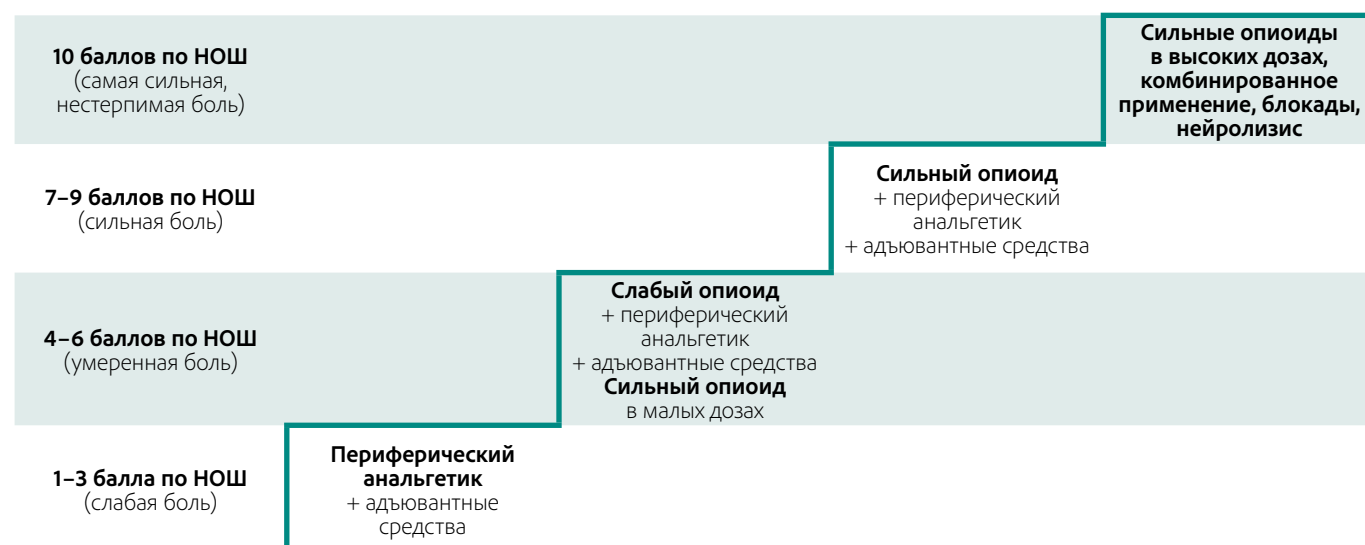 10 баллов по НОШ
(самая сильная,
нестерпимая боль)
Сильные опиоиды
в высоких дозах,
комбинированное
применение, блокады,
нейролизис
7–9 баллов по НОШ
(сильная боль)
Сильный опиоид
+ периферический
анальгетик
+ адъювантные средства
4–6 баллов по НОШ
(умеренная боль)
Слабый опиоид
+ периферический
анальгетик
+ адъювантные средства
Сильный опиоид
в малых дозах
1–3 балла по НОШ
(слабая боль)
Периферический
анальгетик
+ адъювантные
средства